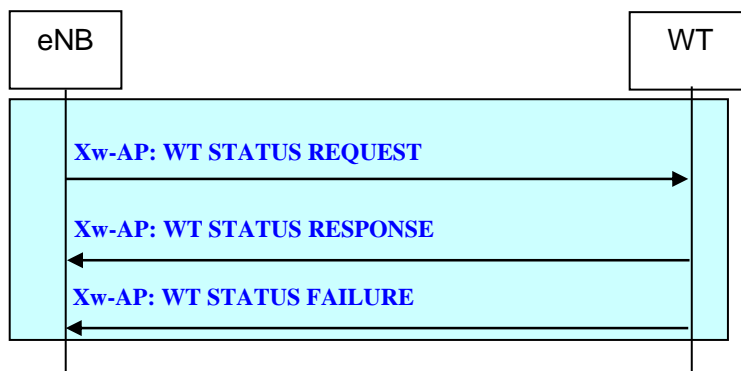 eNB
WT
Xw-AP: WT STATUS REQUEST
Xw-AP: WT STATUS RESPONSE
Xw-AP: WT STATUS FAILURE